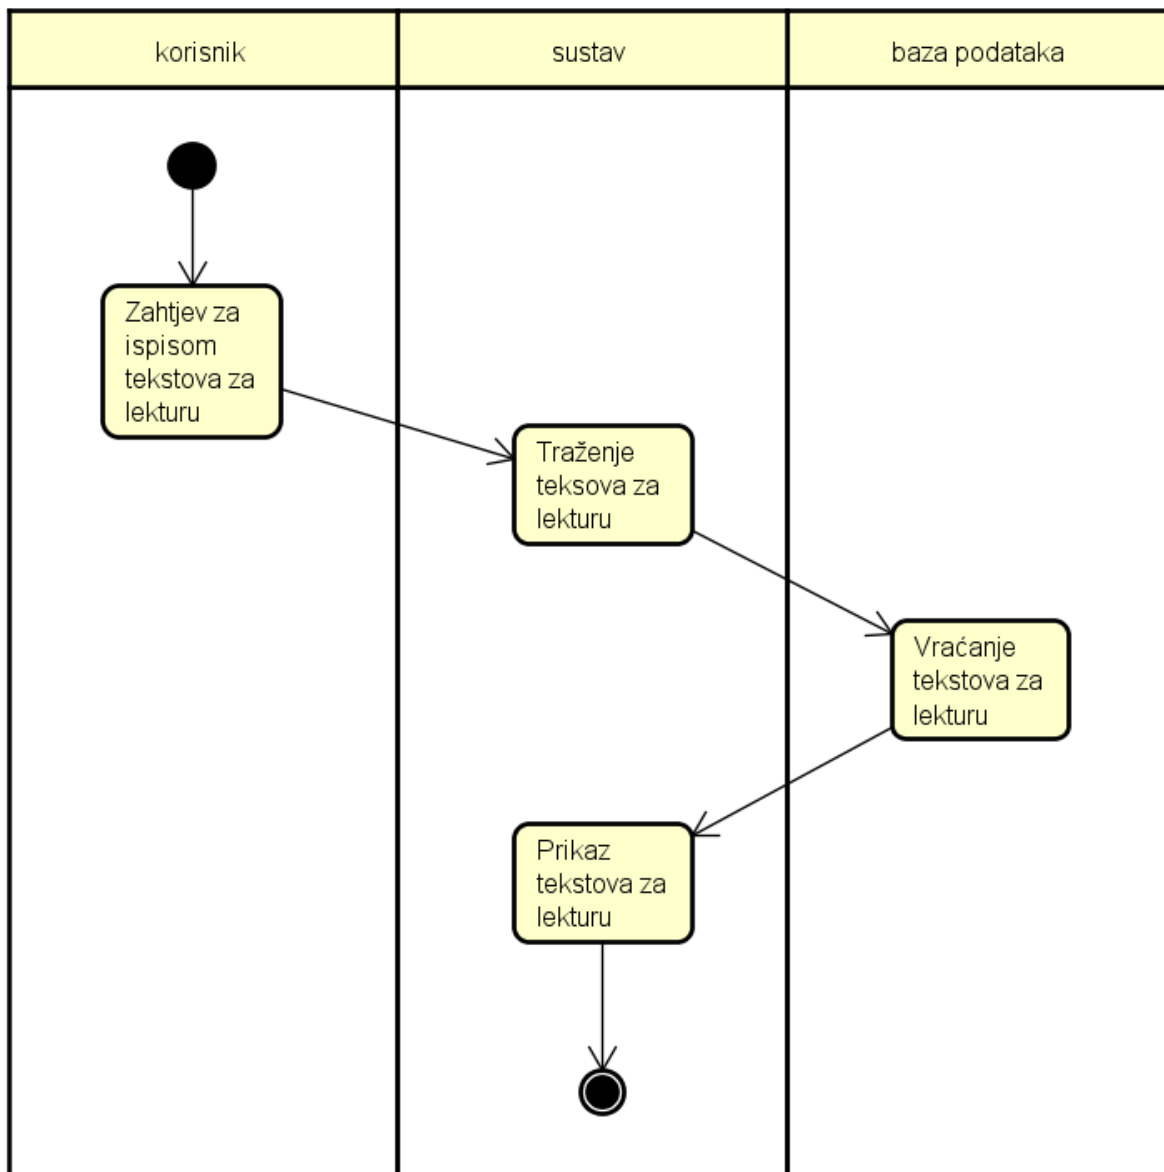 korisnik
sustav
baza podataka
Zahtjev za
ispisom
tekstova za
lekturu
Traženje
teksova za
lekturu
Vraćanje
tekstova za
lekturu
Prikaz
tekstova za
lekturu